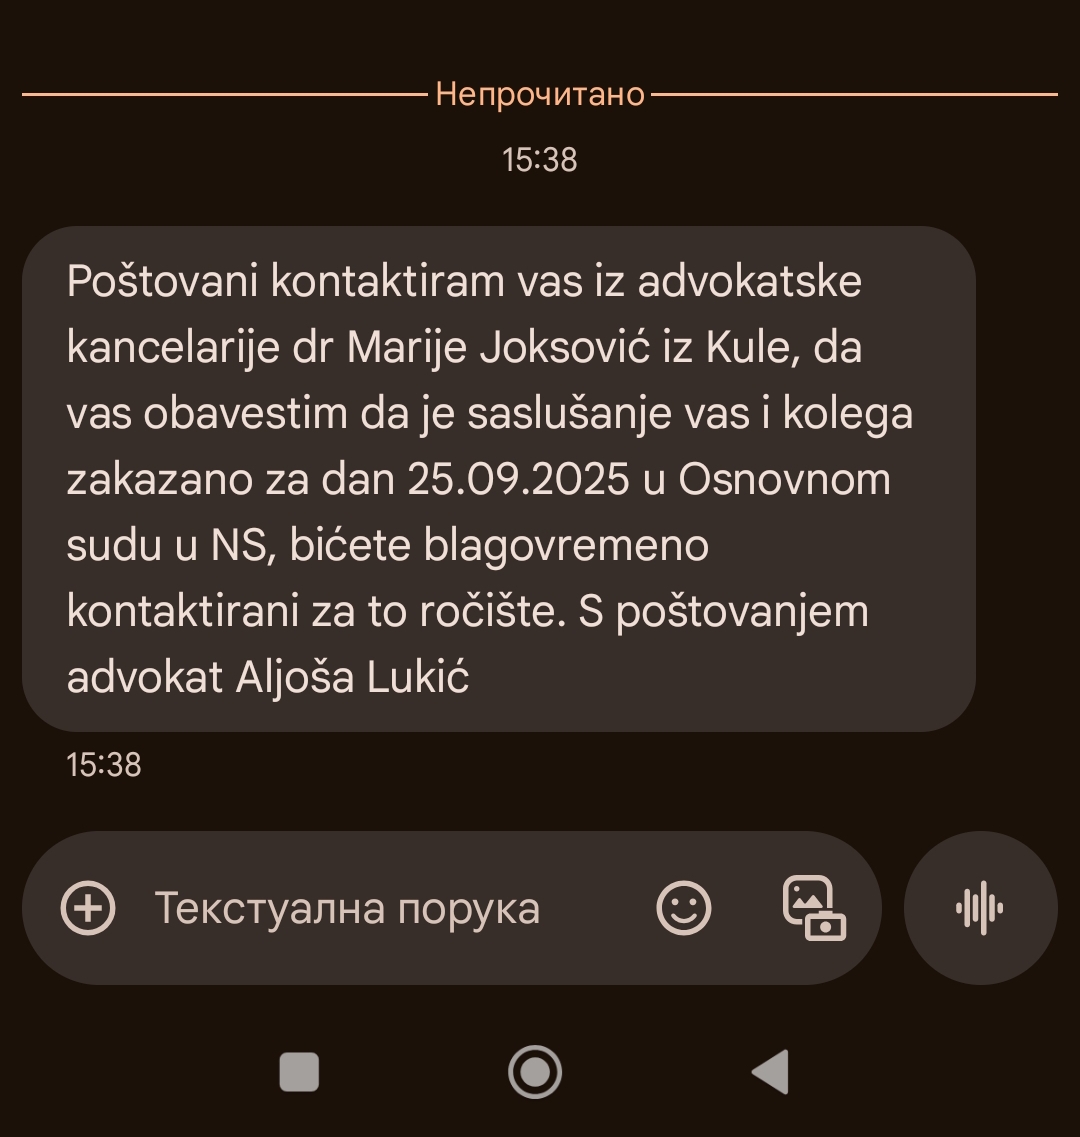 Непрочитано
15:38
Poštovani kontaktiram vas iz advokatske
kancelarije dr Marije Joksović iz Kule, da
vas obavestim da je saslušanje vas i kolega
zakazano za dan 25.09.2025 u Osnovnom
sudu u NS, bićete blagovremeno
kontaktirani za to ročište. S poštovanjem
advokat Aljoša Lukić
15:38
Текстуална порука